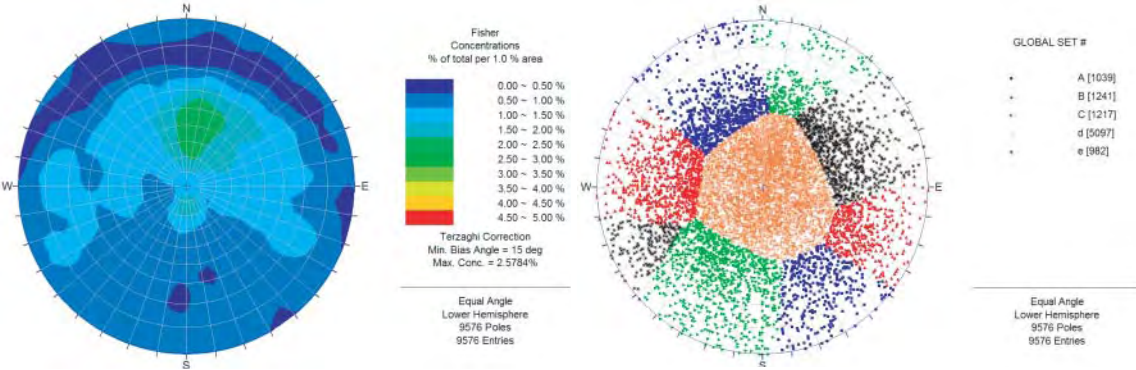 N
W
E
S
Fisher
Concentrations
% of total per 1.0 % area
0.00 ~ 0.50 %
0.50 ~ 1.00 %
1.00 ~ 1.50 %
1.50 ~ 2.00 %
2.00 ~ 2.50 %
2.50 ~ 3.00 %
3.00 ~ 3.50 %
3.50 ~ 4.00 %
4.00 ~ 4.50 %
4.50 ~ 5.00 %
Terzaghi Correction
Min. Bias Angle = 15 deg
Max. Conc. = 2.5784%
Equal Angle
Lower Hemisphere
9576 Poles
9576 Entries
N
W
E
S
GLOBAL SET #
A [1039]
B [1241]
C [1217]
d [5097]
e [982]
Equal Angle
Lower Hemisphere
9576 Poles
9576 Entries